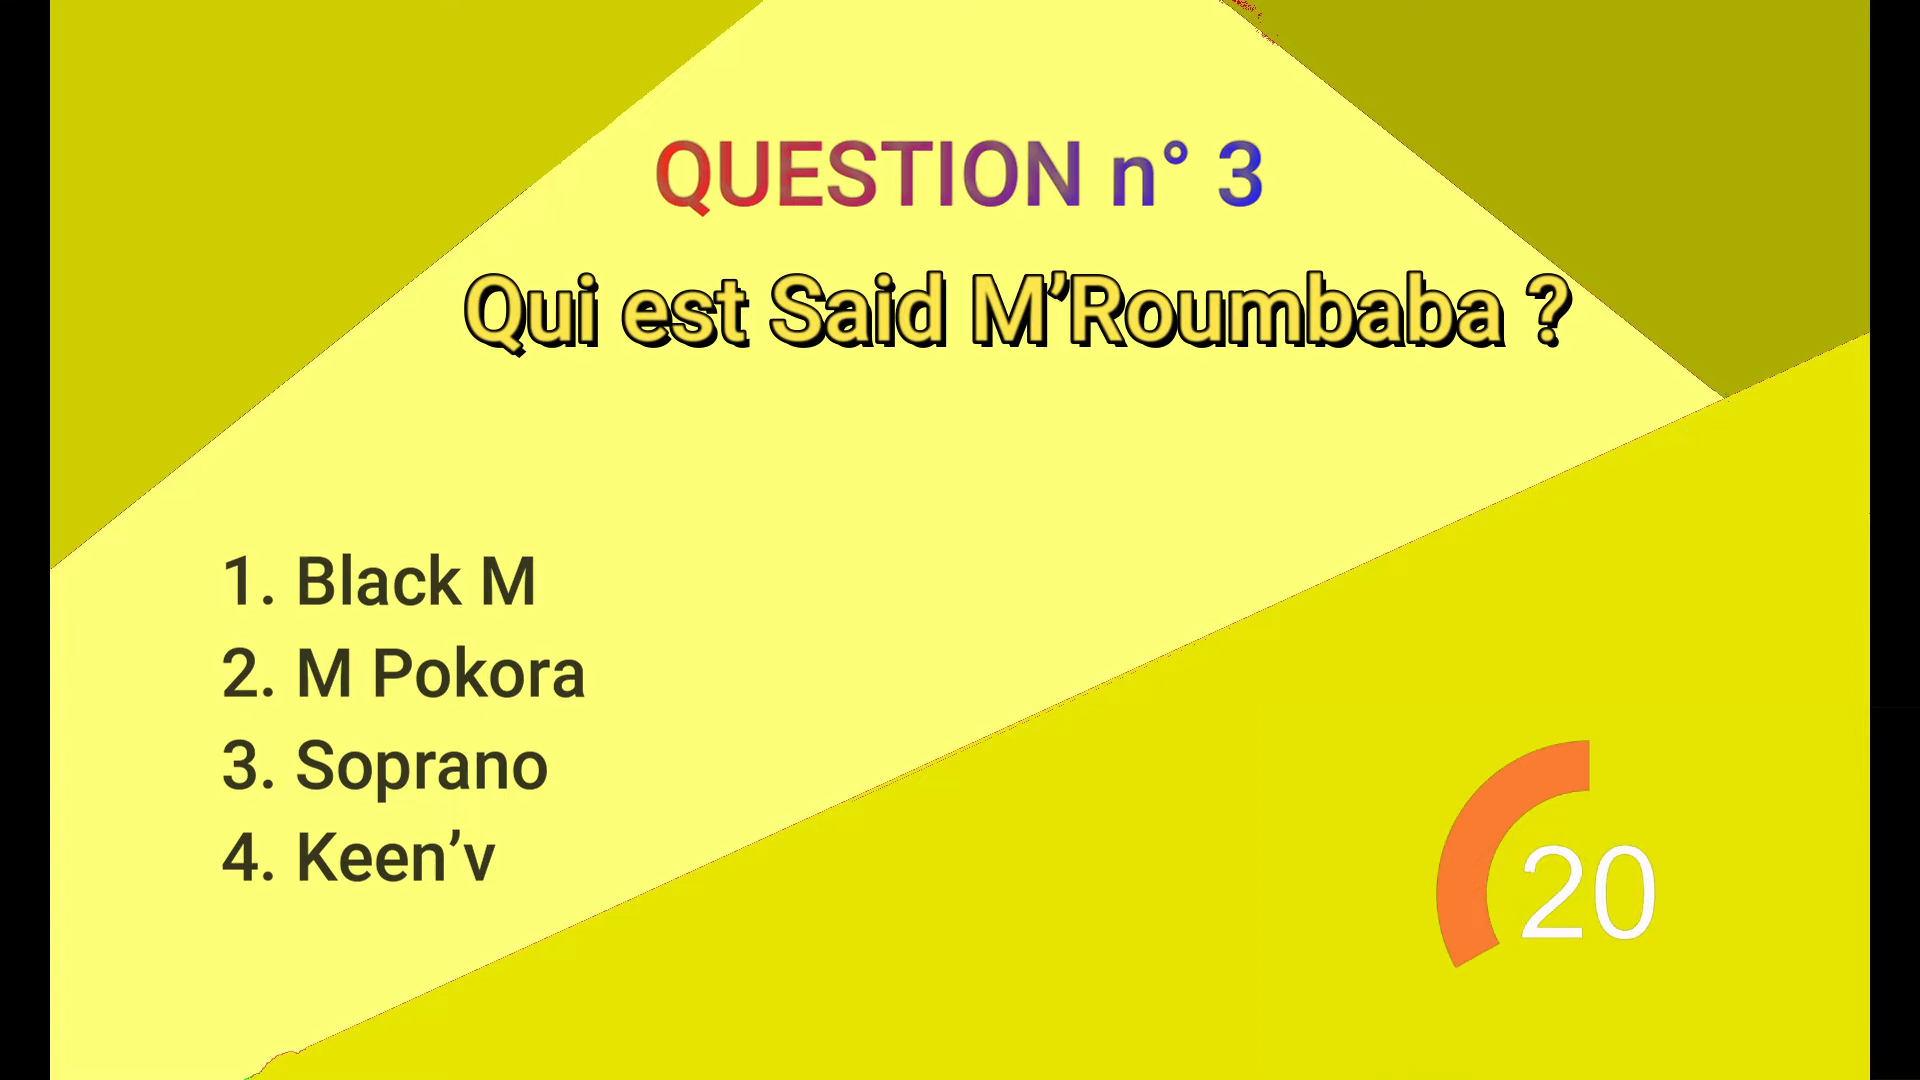 QUESTION n° 3
Qui est Said M’Roumbaba ?
1. Black M
2. M Pokora
3. Soprano
4. Keen’v
20